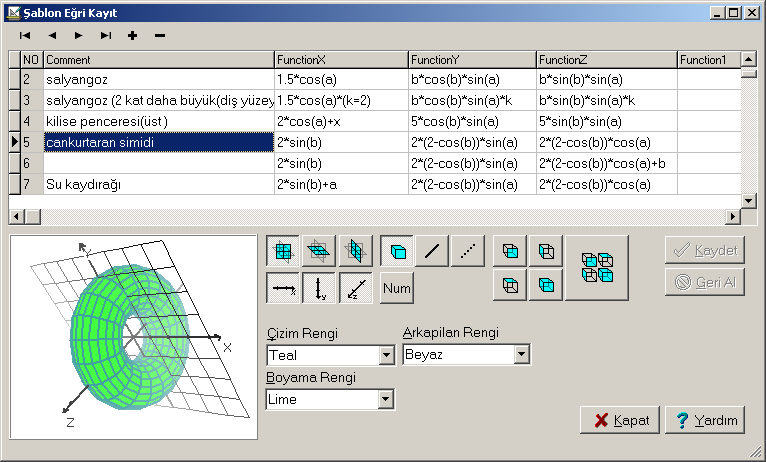 Şablon Eğri Kayıt
NO Comment FunctionX FunctionY FunctionZ Function1
2 salyangoz 1.5*cos(a) b*cos(b)*sin(a) b*sin(b)*sin(a)
3 salyangoz (2 kat daha büyük(diş yüzey 1.5*cos(a)*(k=2) b*cos(b)*sin(a)*k b*sin(b)*sin(a)*k
4 kilise penceresi(üst ) 2*cos(a)+x 5*cos(b)*sin(a) 5*sin(b)*sin(a)
5 cankurtaran simidi 2*sin(b) 2*(2-cos(b))*sin(a) 2*(2-cos(b))*cos(a)
6 2*sin(b) 2*(2-cos(b))*sin(a) 2*(2-cos(b))*cos(a)+b
7 Su kaydırağı 2*sin(b)+a 2*(2-cos(b))*sin(a) 2*(2-cos(b))*cos(a)
Y
X
Z
x
y
z
Num
Kaydet
Geri Al
Çizim Rengi Arkapilan Rengi
Teal Beyaz
Boyama Rengi
Lime
Kapat ? Yardım